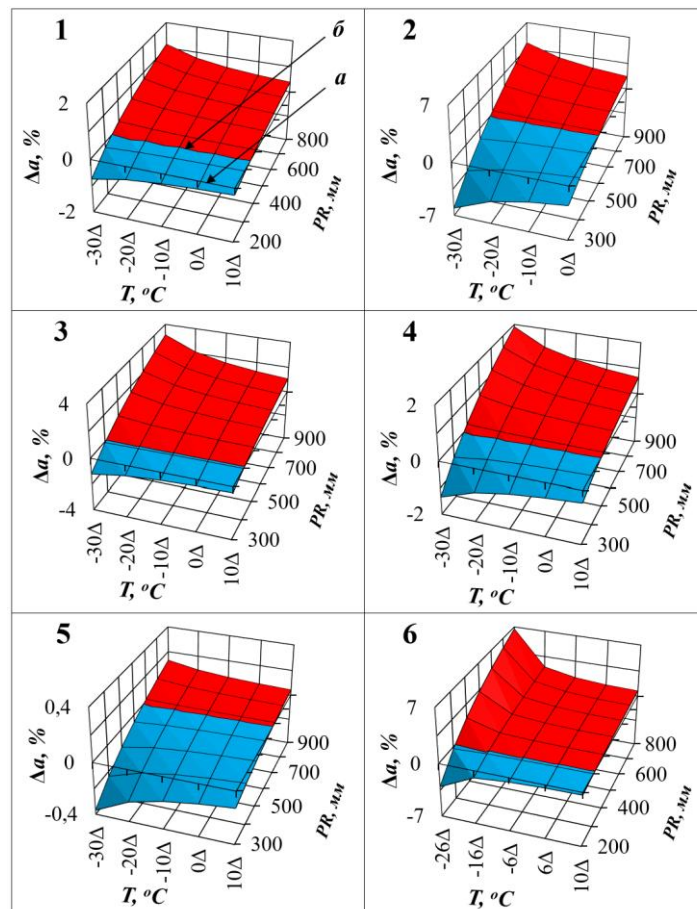 1
б
а
Δa, %
2
0
-2
-30Δ
-20Δ
-10Δ
0Δ
10Δ
T, °C
200
400
600
800
PR, мм
2
Δa, %
7
0
-7
-30Δ
-20Δ
-10Δ
0Δ
T, °C
300
500
700
900
PR, мм
3
Δa, %
4
0
-4
-30Δ
-20Δ
-10Δ
0Δ
10Δ
T, °C
300
500
700
900
PR, мм
4
Δa, %
2
0
-2
-30Δ
-20Δ
-10Δ
0Δ
10Δ
T, °C
300
500
700
900
PR, мм
5
Δa, %
0,4
0
-0,4
-30Δ
-20Δ
-10Δ
0Δ
10Δ
T, °C
300
500
700
900
PR, мм
6
Δa, %
7
0
-7
-26Δ
-16Δ
-6Δ
6Δ
10Δ
T, °C
200
400
600
800
PR, мм